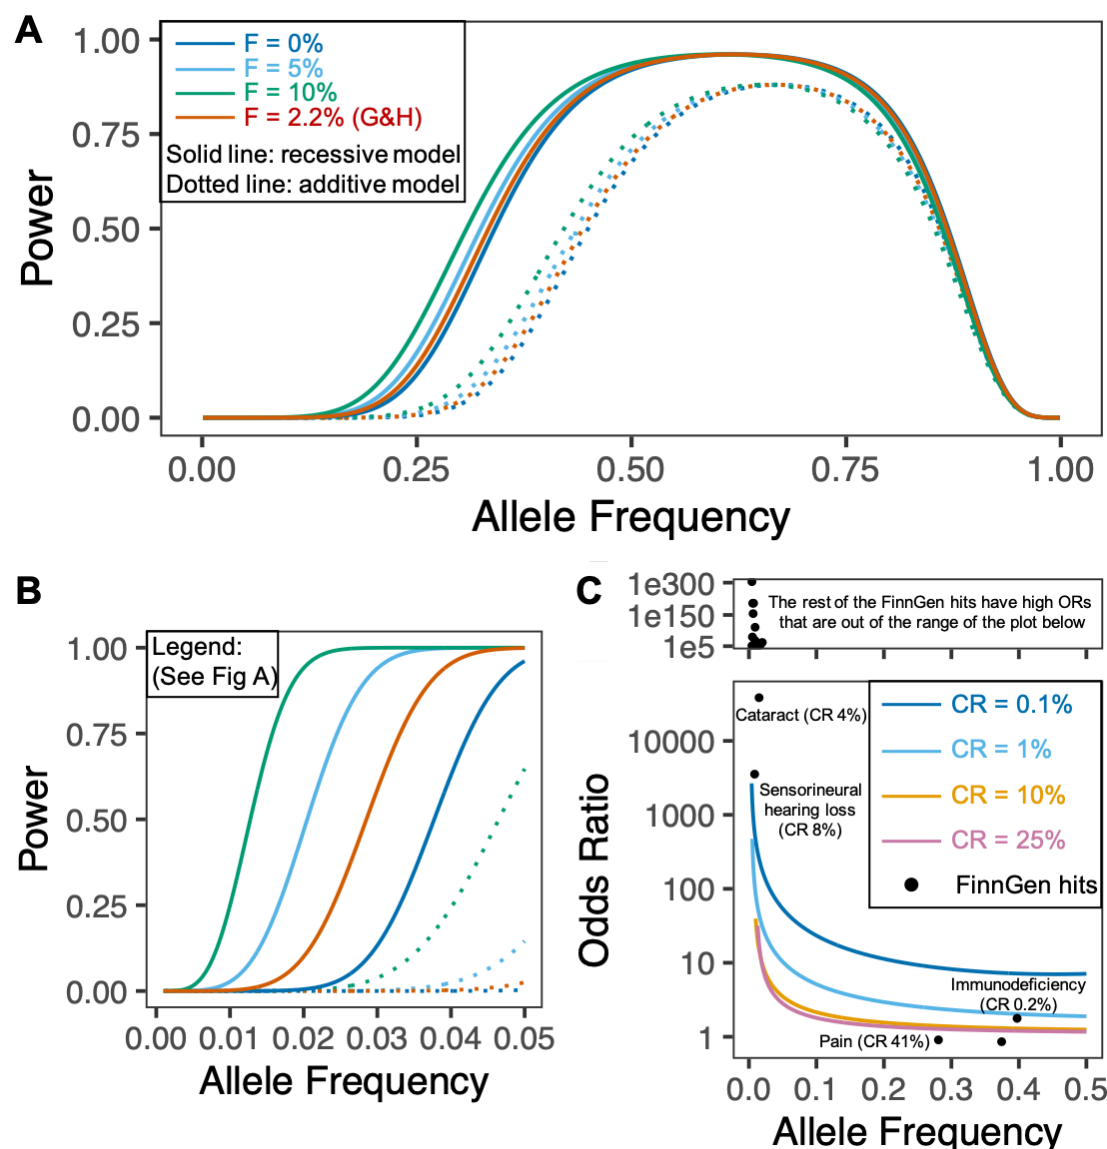 A
F = 0%
F = 5%
F = 10%
F = 2.2% (G&H)
Solid line: recessive model
Dotted line: additive model
Power
1.00
0.75
0.50
0.25
0.00
0.00 0.25 0.50 0.75 1.00
Allele Frequency
B
Legend:
(See Fig A)
Power
1.00
0.75
0.50
0.25
0.00
0.00 0.01 0.02 0.03 0.04 0.05
Allele Frequency
C
1e300
1e150
1e5
The rest of the FinnGen hits have high ORs
that are out of the range of the plot below
Odds Ratio
10000
1000
100
10
1
Cataract (CR 4%)
Sensorineural
hearing loss
(CR 8%)
CR = 0.1%
CR = 1%
CR = 10%
CR = 25%
FinnGen hits
Immunodeficiency
(CR 0.2%)
Pain (CR 41%)
0.0 0.1 0.2 0.3 0.4 0.5
Allele Frequency